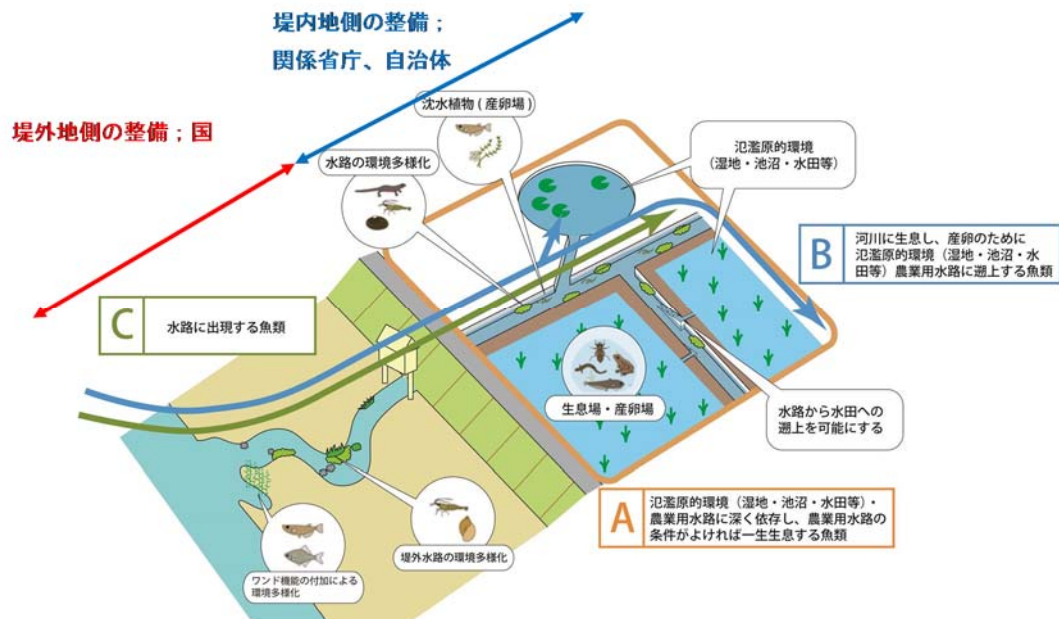 堤内地側の整備；
関係省庁、自治体
堤外地側の整備；国
沈水植物(産卵場)
水路の環境多様化
氾濫原的環境
（湿地・池沼・水田等）
B
河川に生息し、産卵のために
氾濫原的環境（湿地・池沼・水
田等）農業用水路に遡上する魚類
C
水路に出現する魚類
生息場・産卵場
水路から水田への
遡上を可能にする
A
氾濫原的環境（湿地・池沼・水田等）・
農業用水路に深く依存し、農業用水路の
条件がよければ一生生息する魚類
堤外水路の環境多様化
ワンド機能の付加による
環境多様化